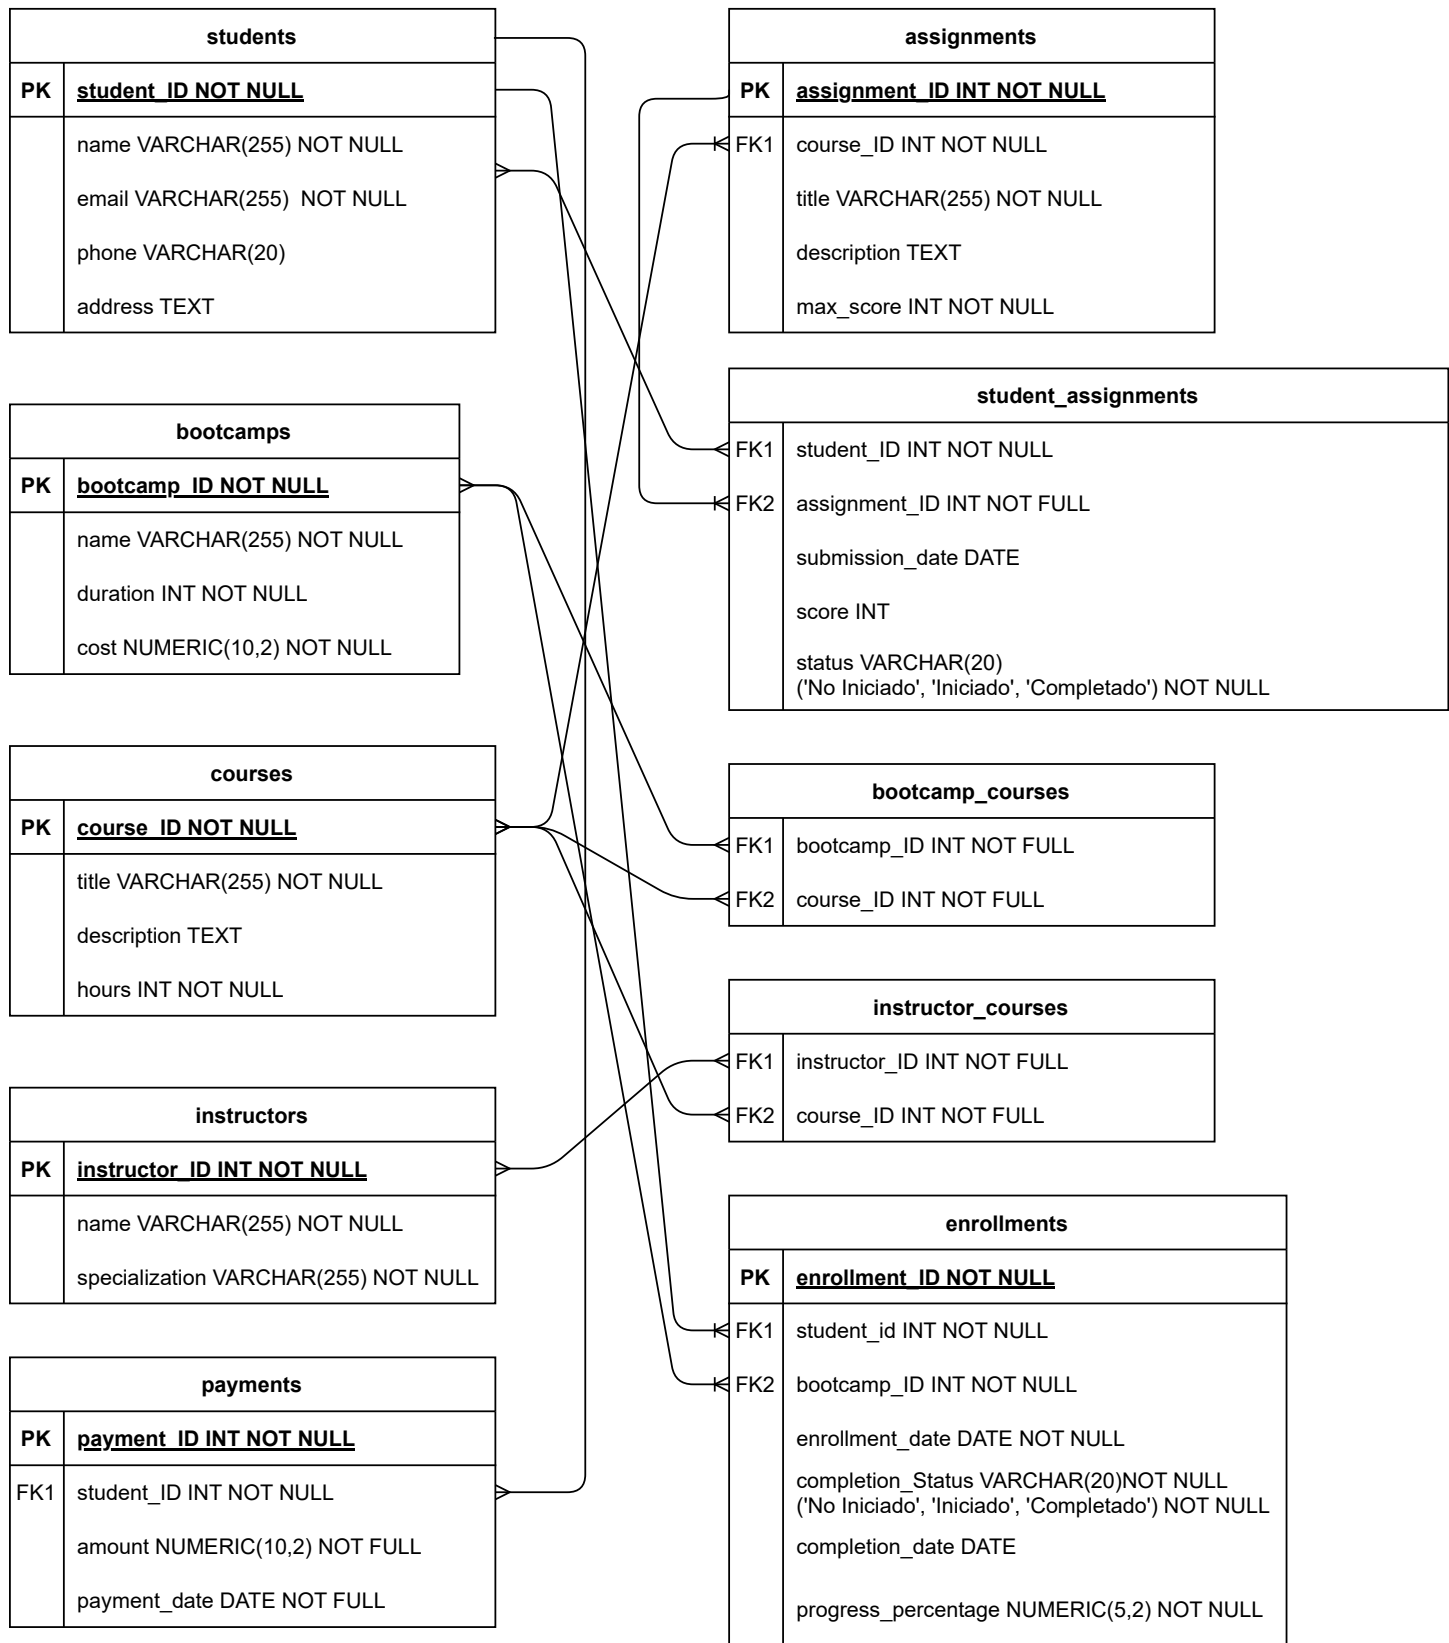 students
PK student_ID NOT NULL
name VARCHAR(255) NOT NULL
email VARCHAR(255)  NOT NULL
phone VARCHAR(20)
address TEXT
bootcamps
PK bootcamp_ID NOT NULL
name VARCHAR(255) NOT NULL
duration INT NOT NULL
cost NUMERIC(10,2) NOT NULL
courses
PK course_ID NOT NULL
title VARCHAR(255) NOT NULL
description TEXT
hours INT NOT NULL
instructors
PK instructor_ID INT NOT NULL
name VARCHAR(255) NOT NULL
specialization VARCHAR(255) NOT NULL
payments
PK payment_ID INT NOT NULL
FK1 student_ID INT NOT NULL
amount NUMERIC(10,2) NOT FULL
payment_date DATE NOT FULL
assignments
PK assignment_ID INT NOT NULL
FK1 course_ID INT NOT NULL
title VARCHAR(255) NOT NULL
description TEXT
max_score INT NOT NULL
student_assignments
FK1 student_ID INT NOT NULL
FK2 assignment_ID INT NOT FULL
submission_date DATE
score INT
status VARCHAR(20)
('No Iniciado', 'Iniciado', 'Completado') NOT NULL
bootcamp_courses
FK1 bootcamp_ID INT NOT FULL
FK2 course_ID INT NOT FULL
instructor_courses
FK1 instructor_ID INT NOT FULL
FK2 course_ID INT NOT FULL
enrollments
PK enrollment_ID NOT NULL
FK1 student_id INT NOT NULL
FK2 bootcamp_ID INT NOT NULL
enrollment_date DATE NOT NULL
completion_Status VARCHAR(20)NOT NULL
('No Iniciado', 'Iniciado', 'Completado') NOT NULL
completion_date DATE
progress_percentage NUMERIC(5,2) NOT NULL